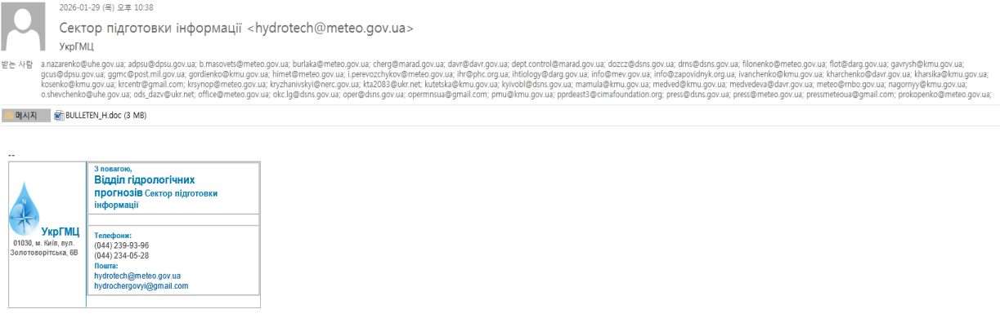 2026-01-29 (목) 오후 10:38
Сектор підготовки інформації <hydrotech@meteo.gov.ua>
УкрГМЦ
받는 사람 a.nazarenko@uhe.gov.ua; adpsu@dpsu.gov.ua; b.masovets@meteo.gov.ua; burlaka@meteo.gov.ua; cherg@marad.gov.ua; davr@davr.gov.ua; dept.control@marad.gov.ua; dozcz@dsns.gov.ua; drns@dsns.gov.ua; filonenko@meteo.gov.ua; flot@darg.gov.ua; gavrysh@kmu.gov.ua;
gcus@dpsu.gov.ua; ggmc@post.mil.gov.ua; gordienko@kmu.gov.ua; himet@meteo.gov.ua; i.perevozchykov@meteo.gov.ua; ihr@phc.org.ua; ihtiology@darg.gov.ua; info@mev.gov.ua; info@zapovidnyk.org.ua; ivanchenko@kmu.gov.ua; kharchenko@davr.gov.ua; kharsika@kmu.gov.ua;
kosenko@kmu.gov.ua; krcentr@gmail.com; krsynop@meteo.gov.ua; kryzhanivskyi@nerc.gov.ua; kta2083@ukr.net; kutetska@kmu.gov.ua; kyivobl@dsns.gov.ua; mamula@kmu.gov.ua; medved@kmu.gov.ua; medvedeva@davr.gov.ua; meteo@rnbo.gov.ua; nagornyy@kmu.gov.ua;
o.shevchenko@uhe.gov.ua; ods_dazv@ukr.net; office@meteo.gov.ua; okc.lg@dsns.gov.ua; oper@dsns.gov.ua; opermnsua@gmail.com; pmu@kmu.gov.ua; pprdeast3@cimafoundation.org; press@dsns.gov.ua; press@meteo.gov.ua; pressmeteoua@gmail.com; prokopenko@meteo.gov.ua;
메시지 BULLETEN_H.doc (3 MB)
--
N
УкрГМЦ
01030, м. Київ, вул.
Золотоворітська, 6В
З повагою,
Відділ гідрологічних
прогнозів Сектор підготовки
інформації
Телефони:
(044) 239-93-96
(044) 234-05-28
Пошта:
hydrotech@meteo.gov.ua
hydrochergovyi@gmail.com